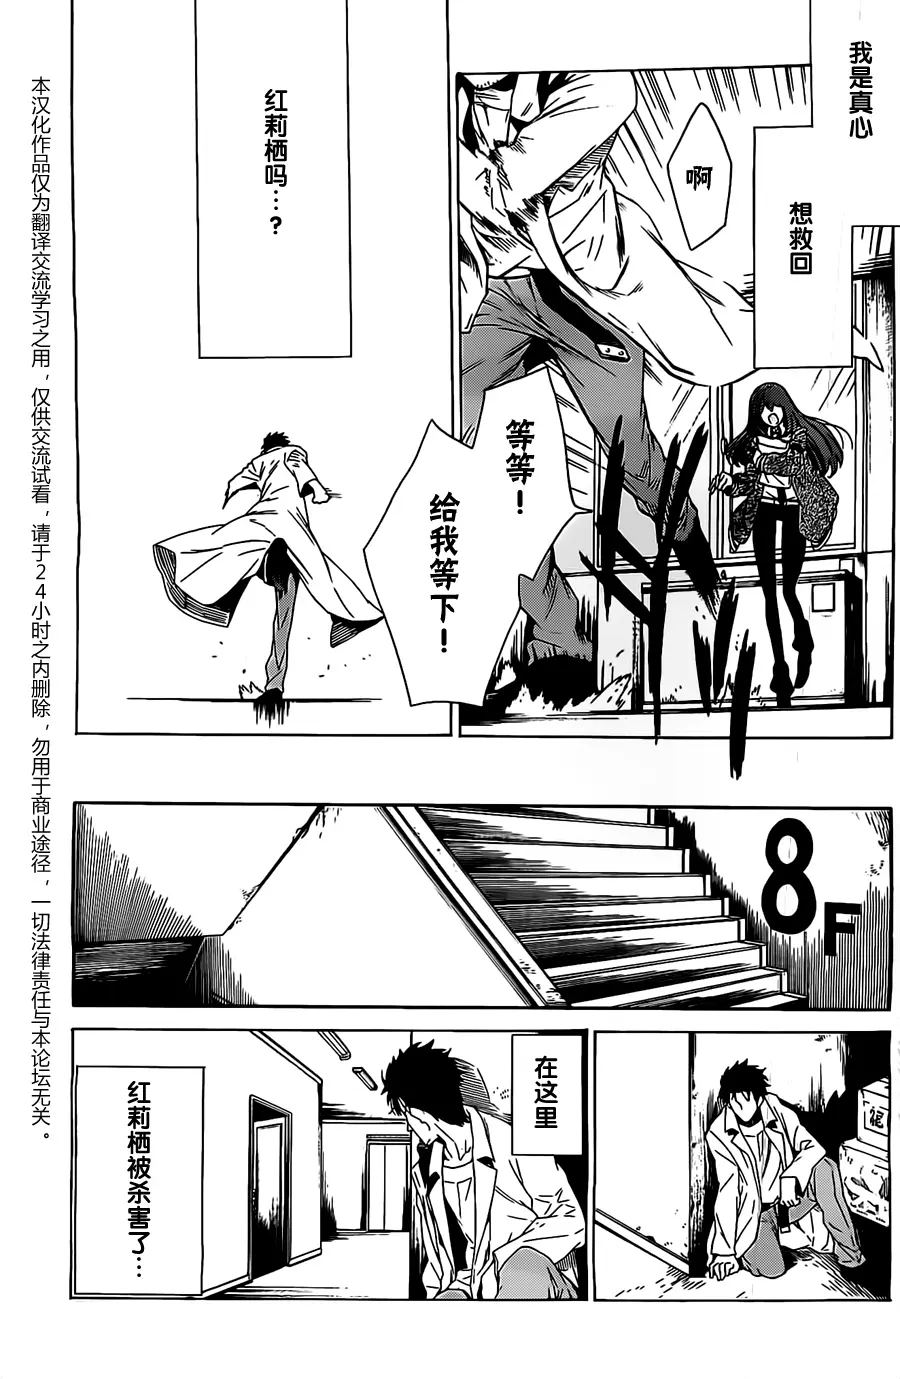 我是真心
想救回
啊
等等！
给我等下！
红莉栖吗…？
8F
龍
在这里
红莉栖被杀害了…
本汉化作品仅为翻译交流学习之用，仅供交流试看，请于24小时之内删除，勿用于商业途径，一切法律责任与本论坛无关。